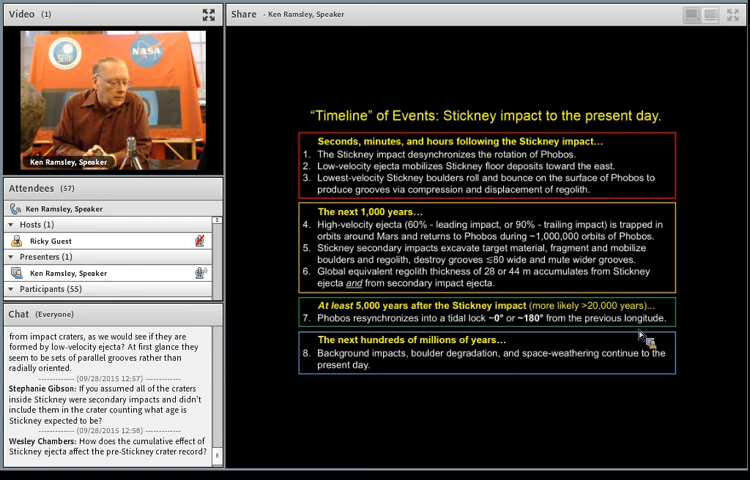 Video (1)
SERVI
NASA
Ken Ramsley, Speaker
Attendees (57)
Ken Ramsley, Speaker
Hosts (1)
Ricky Guest
Presenters (1)
Ken Ramsley, Speaker
Participants (55)
Chat (Everyone)
from impact craters, as we would see if they are
formed by low-velocity ejecta? At first glance they
seem to be sets of parallel grooves rather than
radially oriented.
------------- (09/28/2015 12:57) -------------
Stephanie Gibson: If you assumed all of the craters
inside Stickney were secondary impacts and didn't
include them in the crater counting what age is
Stickney expected to be?
------------- (09/28/2015 12:58) -------------
Wesley Chambers: How does the cumulative effect of
Stickney ejecta affect the pre-Stickney crater record?
Share - Ken Ramsley, Speaker
“Timeline” of Events: Stickney impact to the present day.
Seconds, minutes, and hours following the Stickney impact…
1. The Stickney impact desynchronizes the rotation of Phobos.
2. Low-velocity ejecta mobilizes Stickney floor deposits toward the east.
3. Lowest-velocity Stickney boulders roll and bounce on the surface of Phobos to
produce grooves via compression and displacement of regolith.
The next 1,000 years…
4. High-velocity ejecta (60% - leading impact, or 90% - trailing impact) is trapped in
orbits around Mars and returns to Phobos during ~1,000,000 orbits of Phobos.
5. Stickney secondary impacts excavate target material, fragment and mobilize
boulders and regolith, destroy grooves ≤80 wide and mute wider grooves.
6. Global equivalent regolith thickness of 28 or 44 m accumulates from Stickney
ejecta and from secondary impact ejecta.
At least 5,000 years after the Stickney impact (more likely >20,000 years)…
7. Phobos resynchronizes into a tidal lock ~0° or ~180° from the previous longitude.
The next hundreds of millions of years…
8. Background impacts, boulder degradation, and space-weathering continue to the
present day.